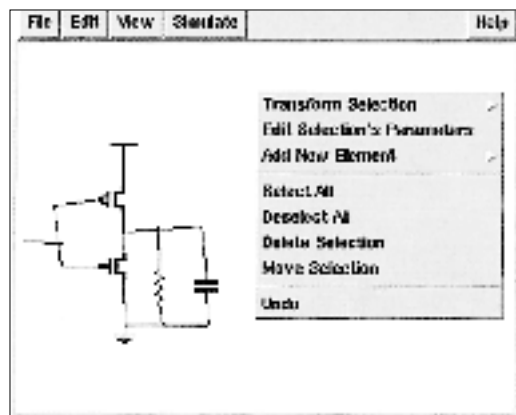 File Edit View Simulate Help
Transform Selection
Edit Selection's Parameters
Add New Element
Select All
Deselect All
Delete Selection
Move Selection
Undo